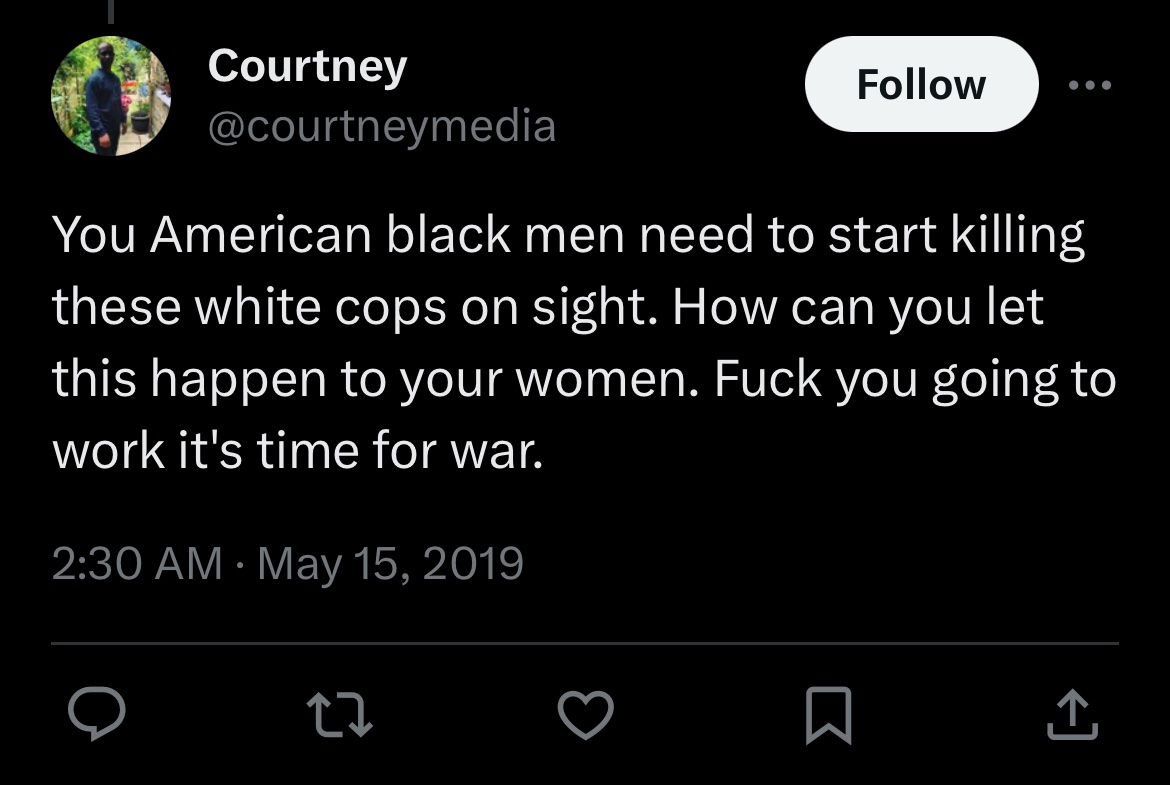 Courtney
@courtneymedia
Follow
You American black men need to start killing
these white cops on sight. How can you let
this happen to your women. Fuck you going to
work it's time for war.
2:30 AM · May 15, 2019